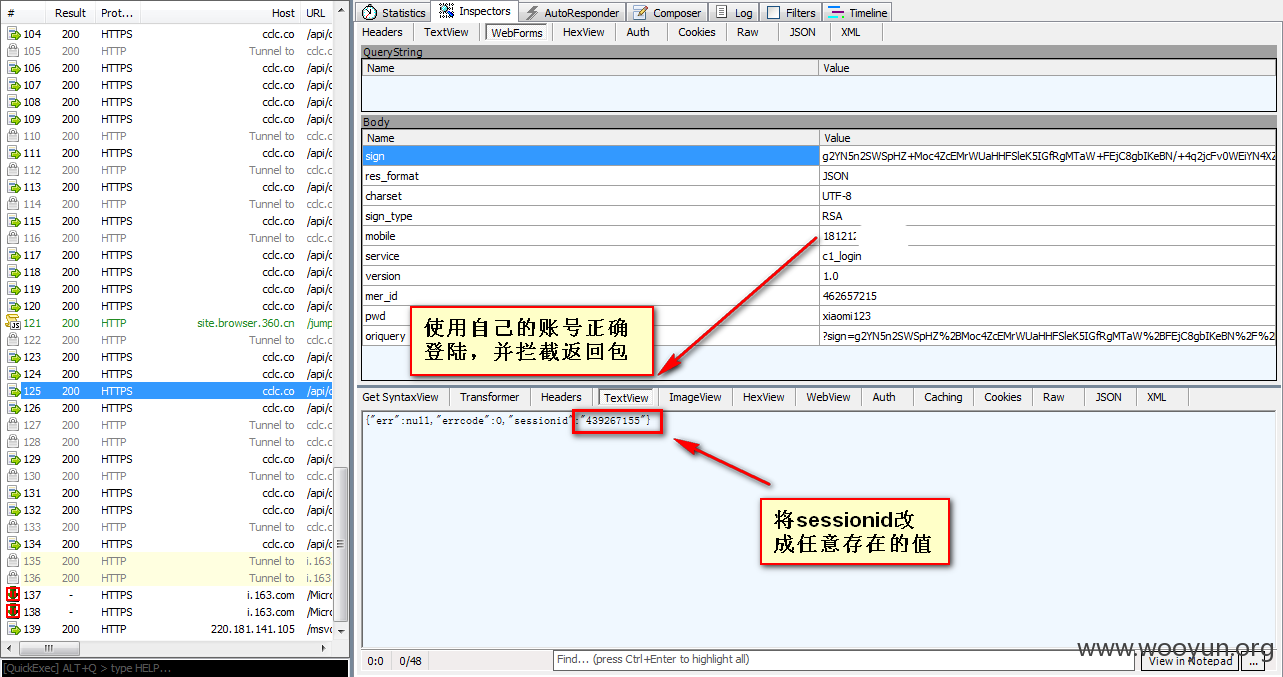 # Result Prot... Host URL
104 200 HTTPS cclc.co /api/c
105 200 HTTP Tunnel to cclc.c
106 200 HTTPS cclc.co /api/c
107 200 HTTPS cclc.co /api/c
108 200 HTTPS cclc.co /api/c
109 200 HTTPS cclc.co /api/c
110 200 HTTP Tunnel to cclc.c
111 200 HTTPS cclc.co /api/c
112 200 HTTP Tunnel to cclc.c
113 200 HTTPS cclc.co /api/c
114 200 HTTP Tunnel to cclc.c
115 200 HTTPS cclc.co /api/c
116 200 HTTP Tunnel to cclc.c
117 200 HTTPS cclc.co /api/c
118 200 HTTPS cclc.co /api/c
119 200 HTTPS cclc.co /api/c
120 200 HTTPS cclc.co /api/c
121 200 HTTP site.browser.360.cn /jump
122 200 HTTP Tunnel to cclc.c
123 200 HTTPS cclc.co /api/c
124 200 HTTPS cclc.co /api/c
125 200 HTTPS cclc.co /api/c
126 200 HTTPS cclc.co /api/c
127 200 HTTP Tunnel to cclc.c
128 200 HTTP Tunnel to cclc.c
129 200 HTTPS cclc.co /api/c
130 200 HTTP Tunnel to cclc.c
131 200 HTTPS cclc.co /api/c
132 200 HTTPS cclc.co /api/c
133 200 HTTP Tunnel to cclc.c
134 200 HTTPS cclc.co /api/c
135 200 HTTP Tunnel to i.163
136 200 HTTP Tunnel to i.163
137 - HTTPS i.163.com /Micro
138 - HTTPS i.163.com /Micro
139 200 HTTP 220.181.141.105 /msvc
[QuickExec] ALT+Q > type HELP...
Statistics Inspectors AutoResponder Composer Log Filters Timeline
Headers TextView WebForms HexView Auth Cookies Raw JSON XML
QueryString
Name Value
Body
Name Value
sign g2YN5n2SWSpHZ+Moc4ZcEMrWUaHHFSleK5IGfRgMTaW+FEjC8gbIKeBN/+4q2jcFv0WEiYN4XZ
res_format JSON
charset UTF-8
sign_type RSA
mobile 181212
service c1_login
version 1.0
mer_id 462657215
pwd xiaomi123
oriquery ?sign=g2YN5n2SWSpHZ%2BMoc4ZcEMrWUaHHFSleK5IGfRgMTaW%2BFEjC8gbIKeBN%2F%2
使用自己的账号正确
登陆，并拦截返回包
Get SyntaxView Transformer Headers TextView ImageView HexView WebView Auth Caching Cookies Raw JSON XML
{"err":null,"errcode":0,"sessionid":"439267155"}
将sessionid改
成任意存在的值
0:0 0/48 Find... (press Ctrl+Enter to highlight all) View in Notepad ...
www.wooyun.org